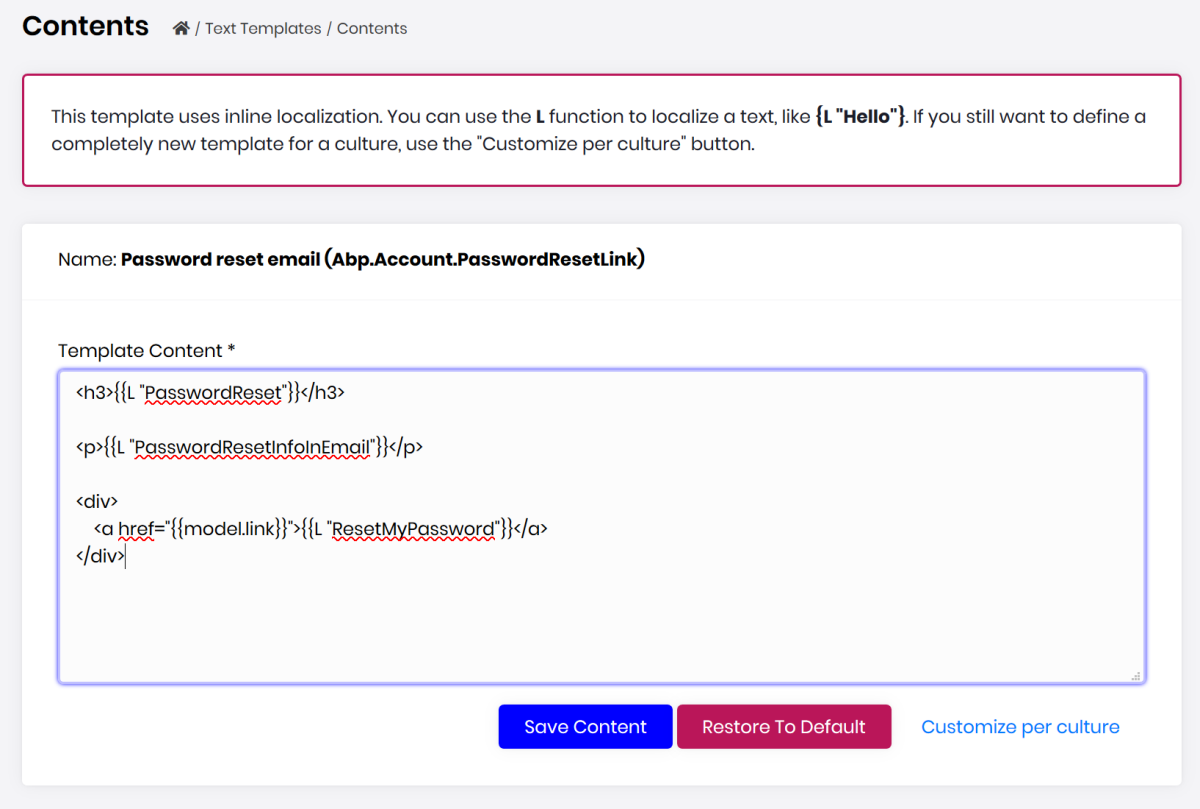 Contents / Text Templates / Contents
This template uses inline localization. You can use the L function to localize a text, like {L "Hello"}. If you still want to define a
completely new template for a culture, use the "Customize per culture" button.
Name: Password reset email (Abp.Account.PasswordResetLink)
Template Content *
<h3>{{L "PasswordReset"}}</h3>
<p>{{L "PasswordResetInfoInEmail"}}</p>
<div>
<a href="{{model.link}}">{{L "ResetMyPassword"}}</a>
</div>
Save Content Restore To Default Customize per culture